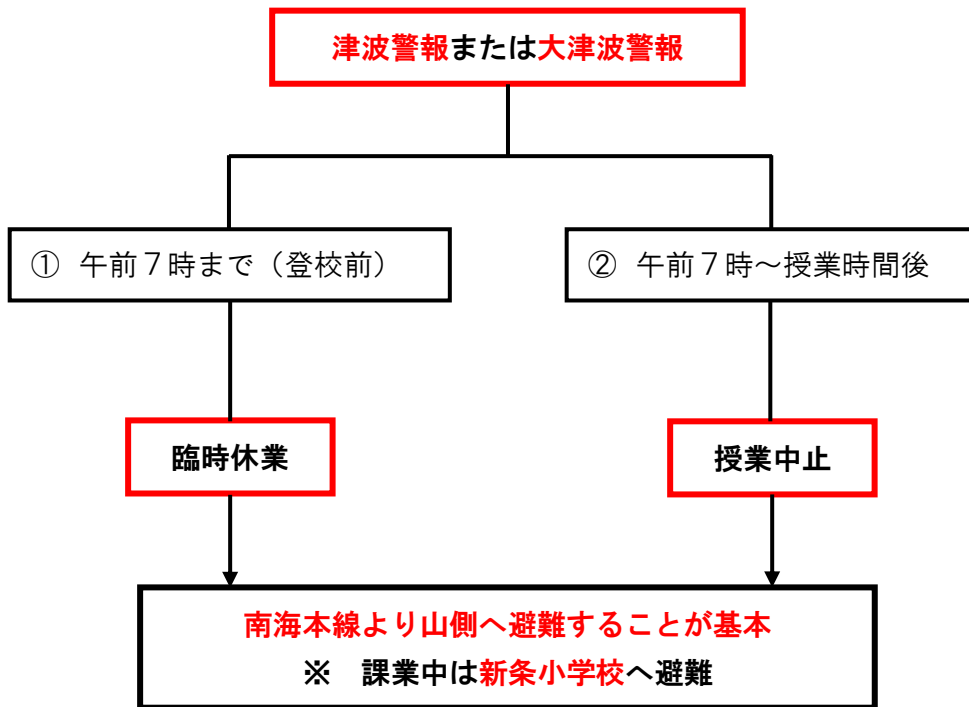 津波警報または大津波警報
① 午前７時まで（登校前）
② 午前７時～授業時間後
臨時休業
授業中止
南海本線より山側へ避難することが基本
※　課業中は新条小学校へ避難